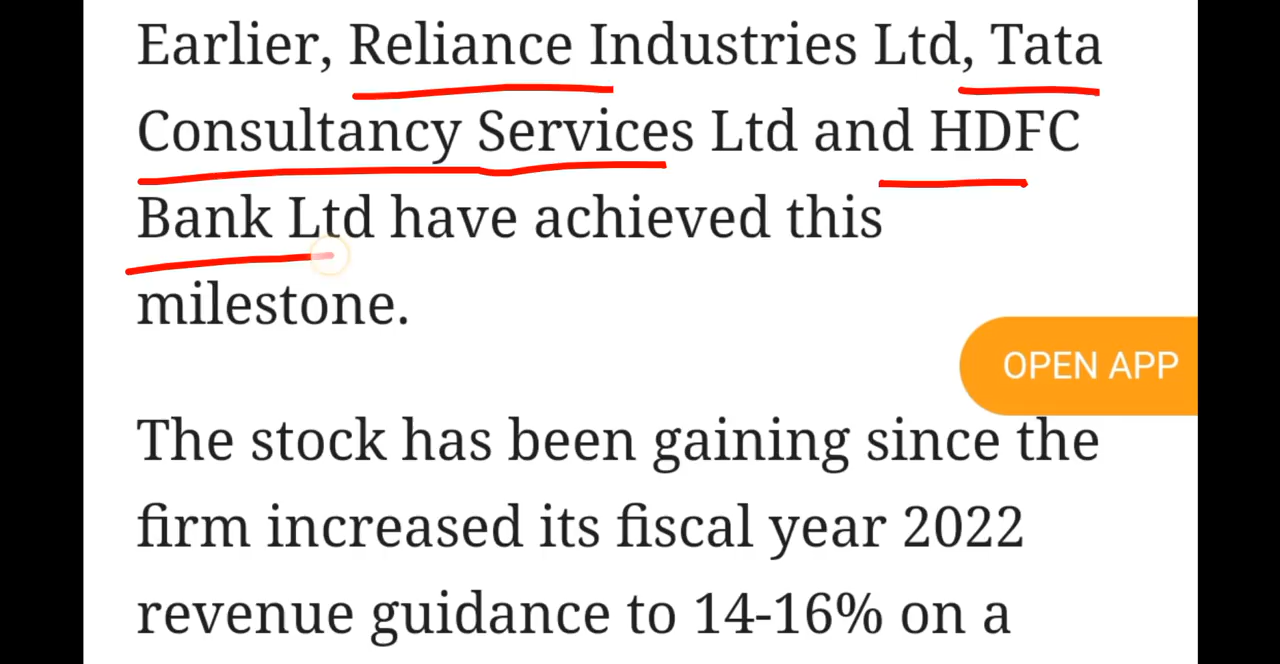 Earlier, Reliance Industries Ltd, Tata
Consultancy Services Ltd and HDFC
Bank Ltd have achieved this
milestone.
OPEN APP
The stock has been gaining since the
firm increased its fiscal year 2022
revenue guidance to 14-16% on a